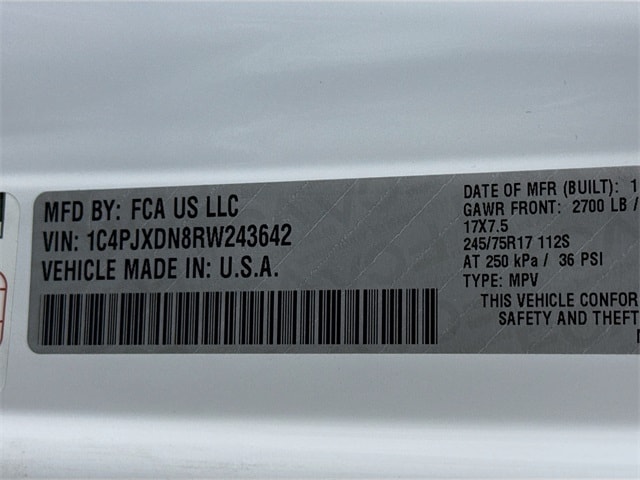 MFD BY: FCA US LLC
VIN: 1C4PJXDN8RW243642
VEHICLE MADE IN: U.S.A.
DATE OF MFR (BUILT): 1
GAWR FRONT: 2700 LB /
17X7.5
245/75R17 112S
AT 250 kPa / 36 PSI
TYPE: MPV
THIS VEHICLE CONFOR
SAFETY AND THEFT